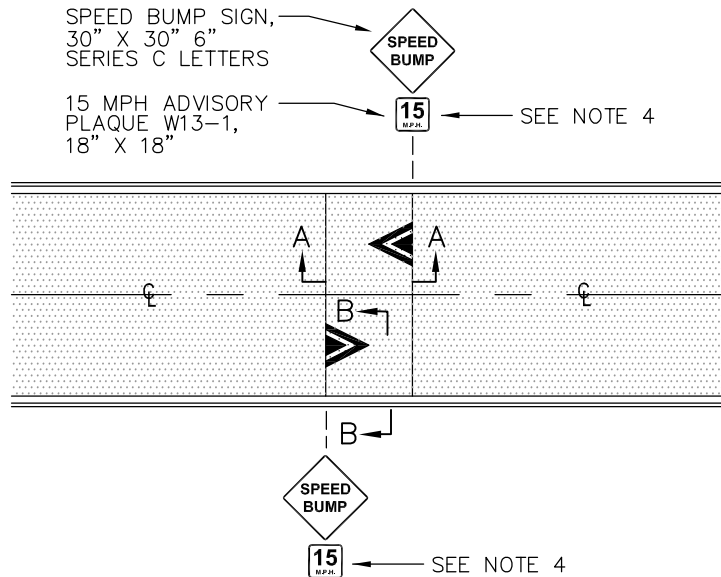 SPEED BUMP SIGN,
30” X 30” 6”
SERIES C LETTERS
SPEED
BUMP
15 MPH ADVISORY
PLAQUE W13-1,
18” X 18”
15
M.P.H.
SEE NOTE 4
A
A
℄
℄
B
B
SPEED
BUMP
15
M.P.H.
SEE NOTE 4